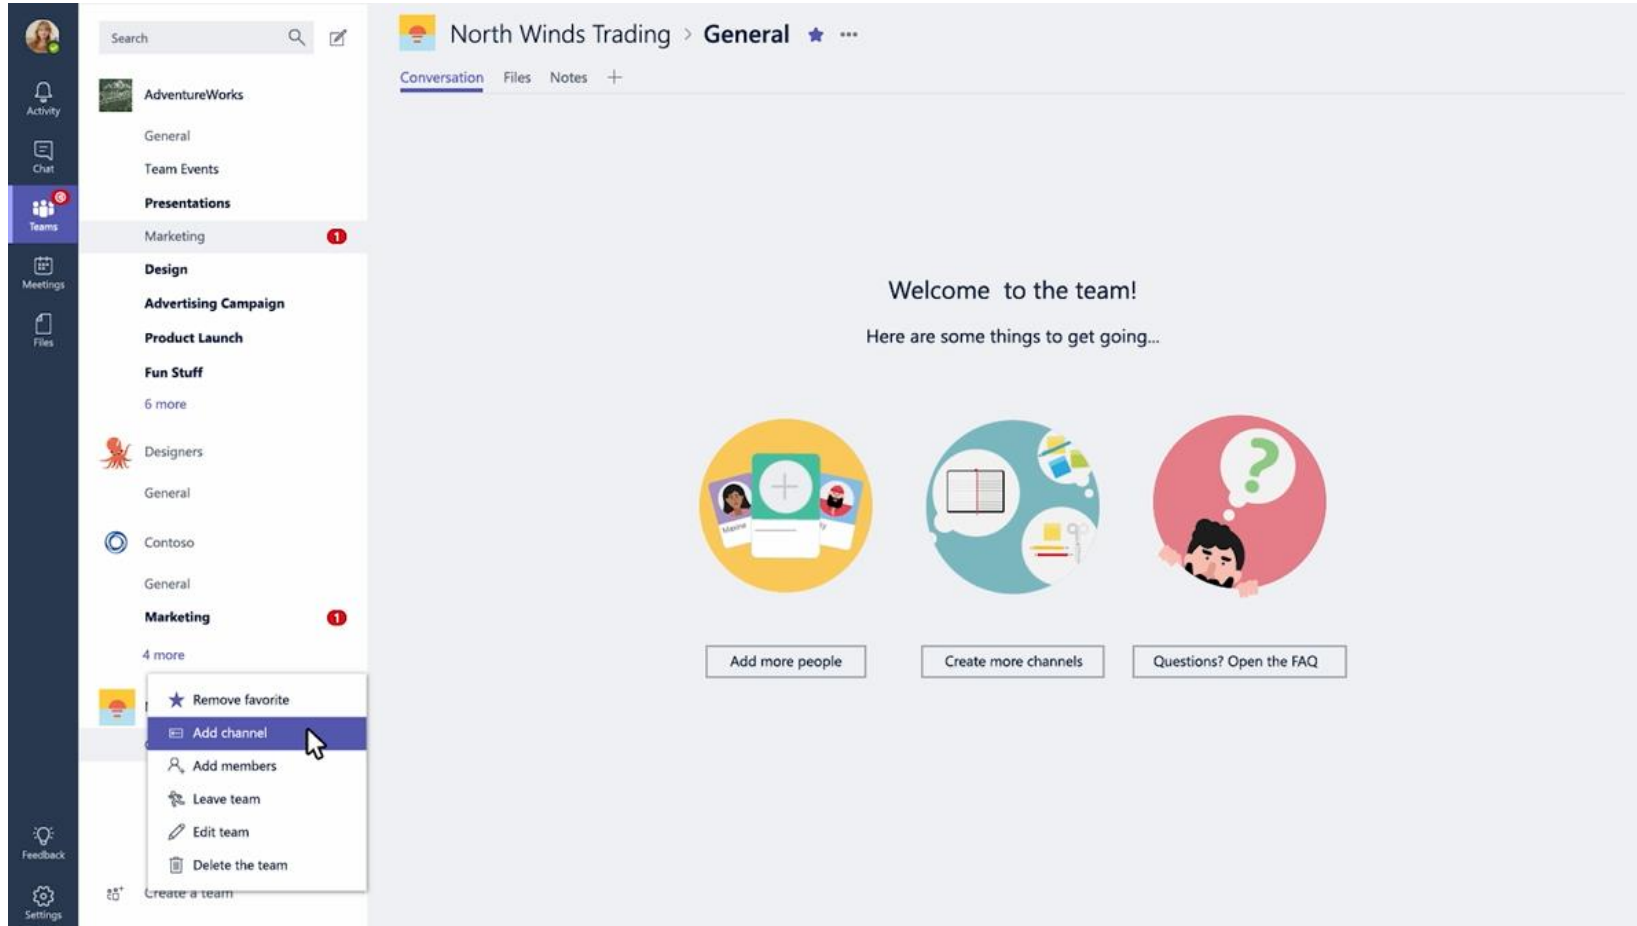 Search
North Winds Trading > General
Conversation Files Notes
Activity
Chat
Teams
Meetings
Files
AdventureWorks
General
Team Events
Presentations
Marketing 1
Design
Advertising Campaign
Product Launch
Fun Stuff
6 more
Designers
General
Contoso
General
Marketing 1
4 more
Remove favorite
Add channel
Add members
Leave team
Edit team
Delete the team
Create a team
Feedback
Settings
Welcome to the team!
Here are some things to get going...
Maxine
?
Add more people
Create more channels
Questions? Open the FAQ